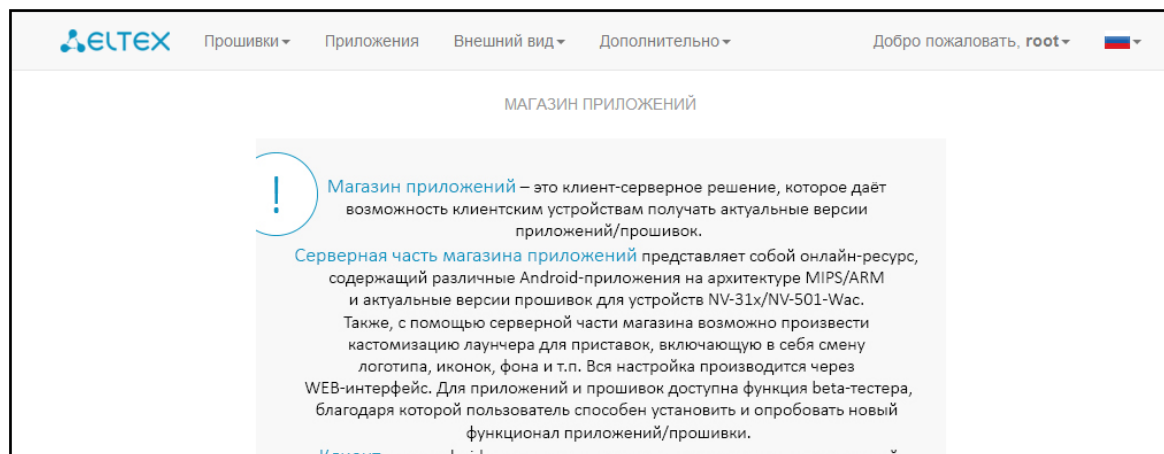 ELTEX Прошивки Приложения Внешний вид Дополнительно Добро пожаловать, root
МАГАЗИН ПРИЛОЖЕНИЙ
!
Магазин приложений – это клиент-серверное решение, которое даёт
возможность клиентским устройствам получать актуальные версии
приложений/прошивок.
Серверная часть магазина приложений представляет собой онлайн-ресурс,
содержащий различные Android-приложения на архитектуре MIPS/ARM
и актуальные версии прошивок для устройств NV-31x/NV-501-Wac.
Также, с помощью серверной части магазина возможно произвести
кастомизацию лаунчера для приставок, включающую в себя смену
логотипа, иконок, фона и т.п. Вся настройка производится через
WEB-интерфейс. Для приложений и прошивок доступна функция beta-тестера,
благодаря которой пользователь способен установить и опробовать новый
функционал приложений/прошивки.